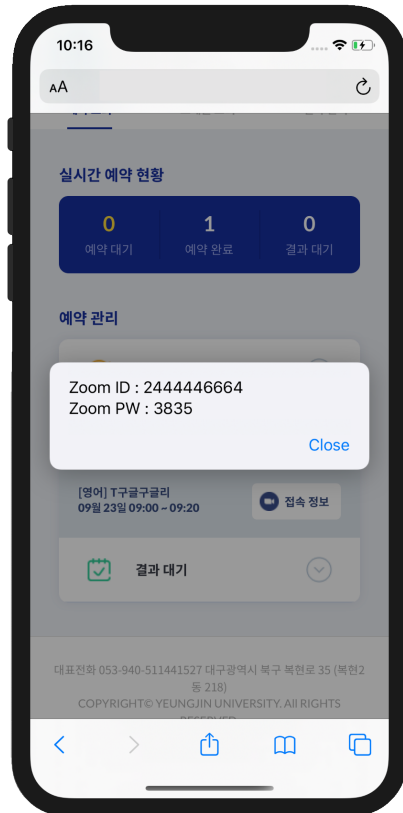 10:16
AA
실시간 예약 현황
0
1
0
예약 대기
예약 완료
결과 대기
예약 관리
Zoom ID : 2444446664
Zoom PW : 3835
Close
[영어] T구글구글리
09월 23일 09:00 ~ 09:20
접속 정보
결과 대기
대표전화 053-940-511441527 대구광역시 북구 복현로 35 (복현2
동 218)
COPYRIGHT© YEUNGJIN UNIVERSITY. All RIGHTS